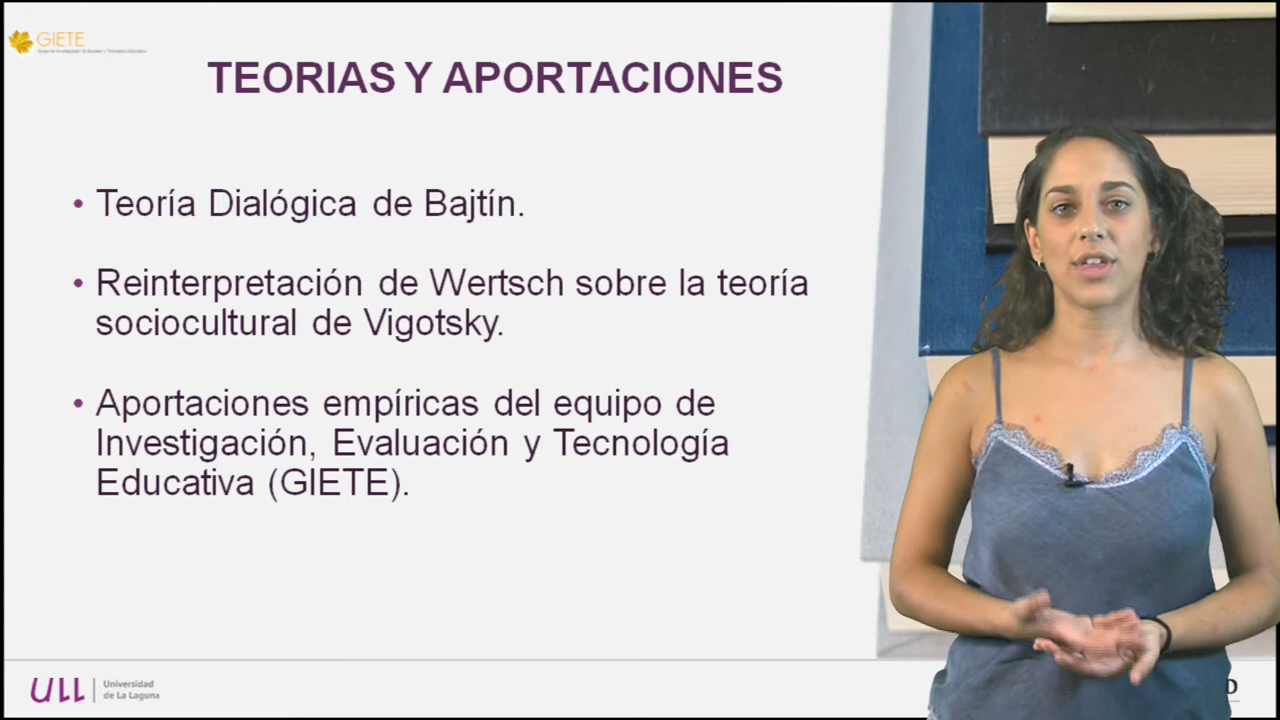 GIETE
TEORIAS Y APORTACIONES
• Teoría Dialógica de Bajtín.
• Reinterpretación de Wertsch sobre la teoría
sociocultural de Vigotsky.
• Aportaciones empíricas del equipo de
Investigación, Evaluación y Tecnología
Educativa (GIETE).
ULL
Universidad
de La Laguna